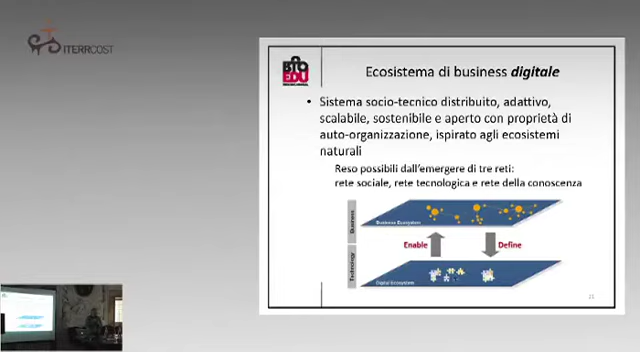 ITERRCOST
BTO
EDU
Ecosistema di business digitale
• Sistema socio-tecnico distribuito, adattivo,
scalabile, sostenibile e aperto con proprietà di
auto-organizzazione, ispirato agli ecosistemi
naturali
Reso possibili dall'emergere di tre reti:
rete sociale, rete tecnologica e rete della conoscenza
Business
Business Ecosystem
Enable
Define
Technology
Digital Ecosystem